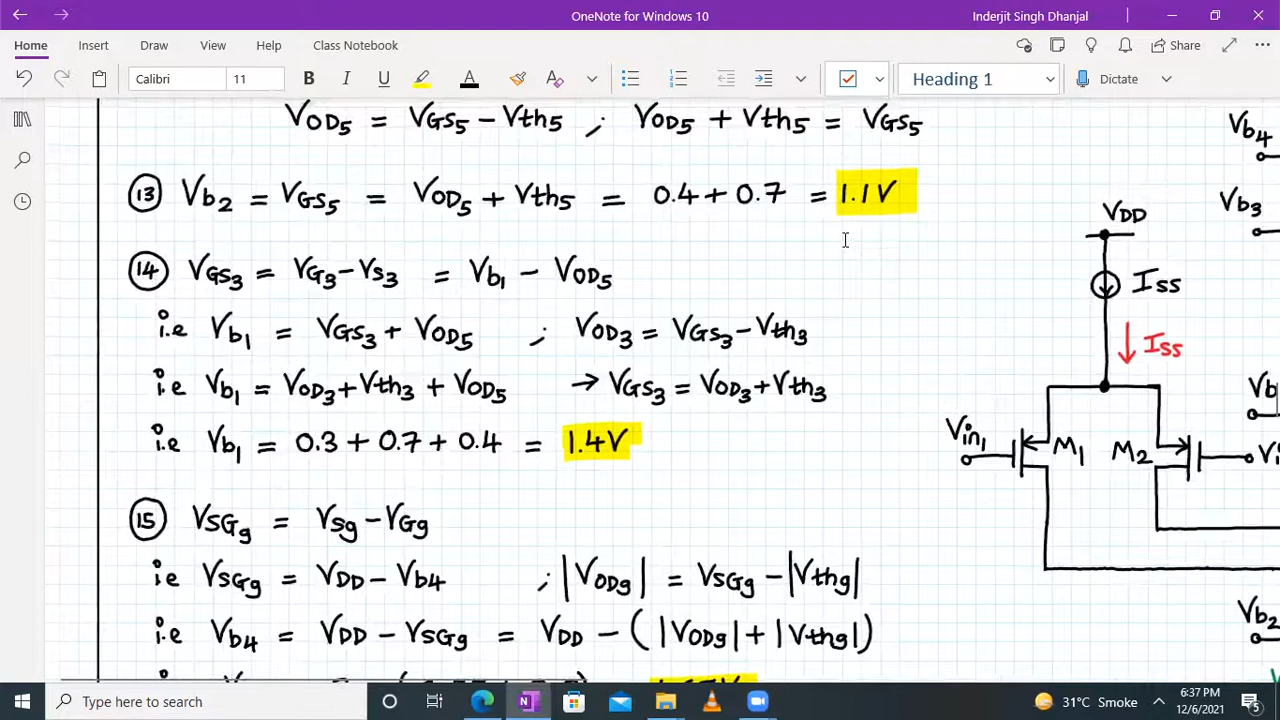 OneNote for Windows 10
Inderjit Singh Dhanjal
Home Insert Draw View Help Class Notebook Share
Calibri 11 B I U A A Heading 1 Dictate
VOD5 = VGS5 - Vth5 ; VOD5 + Vth5 = VGS5
13 Vb2 = VGS5 = VOD5 + Vth5 = 0.4 + 0.7 = 1.1V
14 VGS3 = VG3 - VS3 = Vb1 - VOD5
i.e Vb1 = VGS3 + VOD5 ; VOD3 = VGS3 - Vth3
i.e Vb1 = VOD3 + Vth3 + VOD5 → VGS3 = VOD3 + Vth3
i.e Vb1 = 0.3 + 0.7 + 0.4 = 1.4V
15 VSG9 = VS9 - VG9
ie VSG9 = VDD - Vb4 ; |VOD9| = VSG9 - |Vth9|
i.e Vb4 = VDD - VSG9 = VDD - (|VOD9| + |Vth9|)
Vb4
Vb3
VDD
ISS
↓ ISS
Vb
Vin1 M1 M2 Vi
Vb2
Type here to search
31°C Smoke
6:37 PM
12/6/2021
5